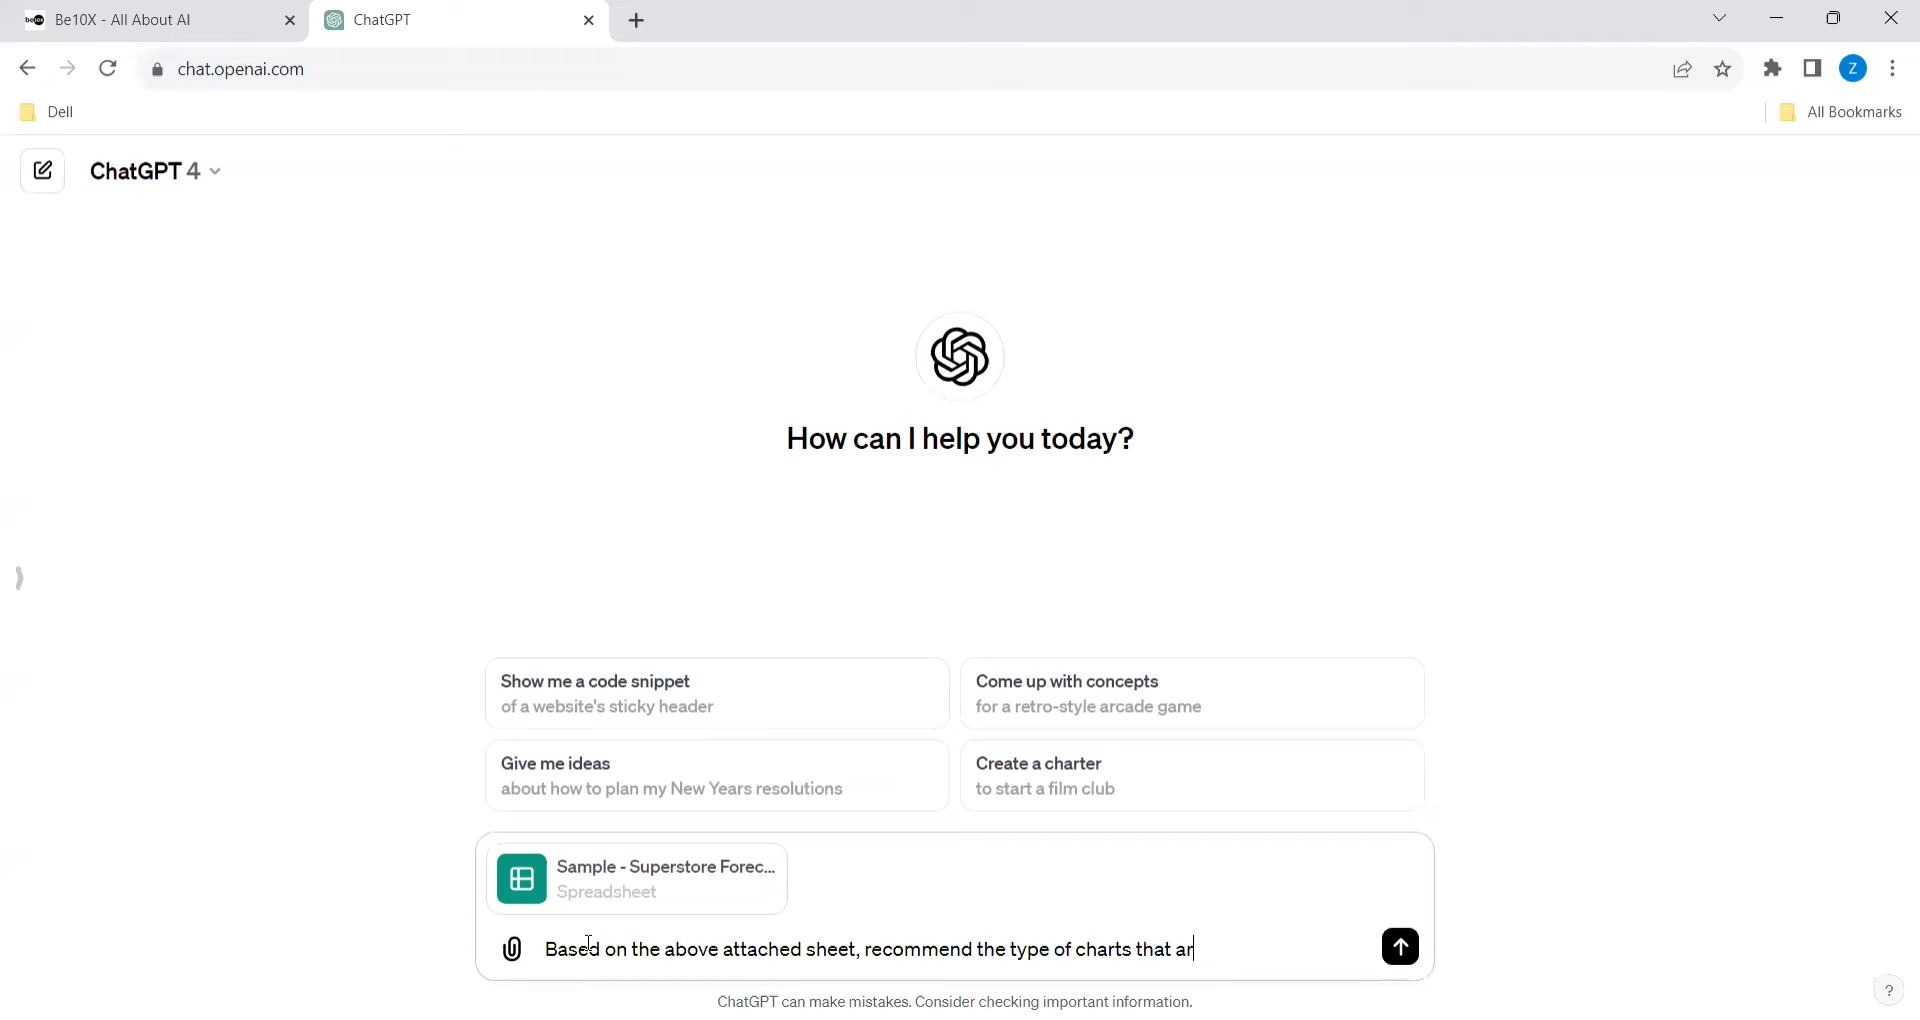 be10x Be10X - All About AI
ChatGPT
chat.openai.com
Z
Dell
All Bookmarks
ChatGPT 4
How can I help you today?
Show me a code snippet
of a website's sticky header
Come up with concepts
for a retro-style arcade game
Give me ideas
about how to plan my New Years resolutions
Create a charter
to start a film club
Sample - Superstore Forec...
Spreadsheet
Based on the above attached sheet, recommend the type of charts that ar
ChatGPT can make mistakes. Consider checking important information.
?